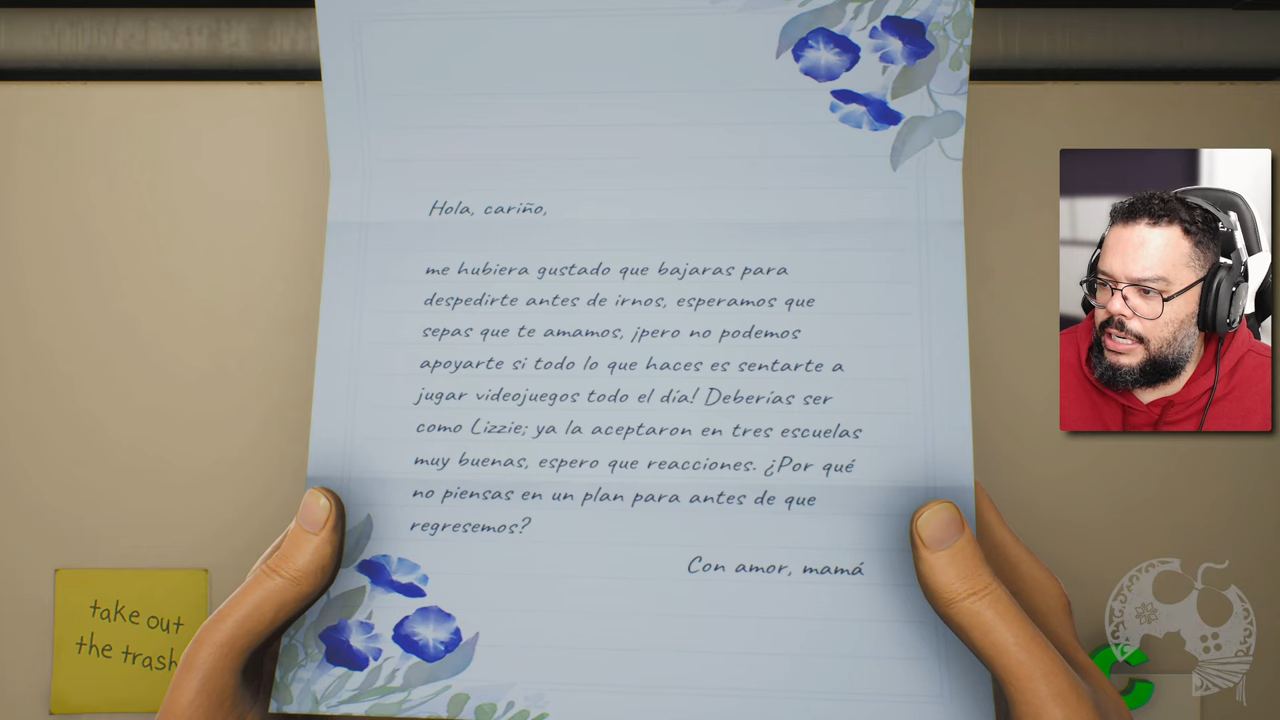 Hola, cariño,
me hubiera gustado que bajaras para
despedirte antes de irnos, esperamos que
sepas que te amamos, ¡pero no podemos
apoyarte si todo lo que haces es sentarte a
jugar videojuegos todo el día! Deberías ser
como Lizzie; ya la aceptaron en tres escuelas
muy buenas, espero que reacciones. ¿Por qué
no piensas en un plan para antes de que
regresemos?
Con amor, mamá
take out
the trash
C